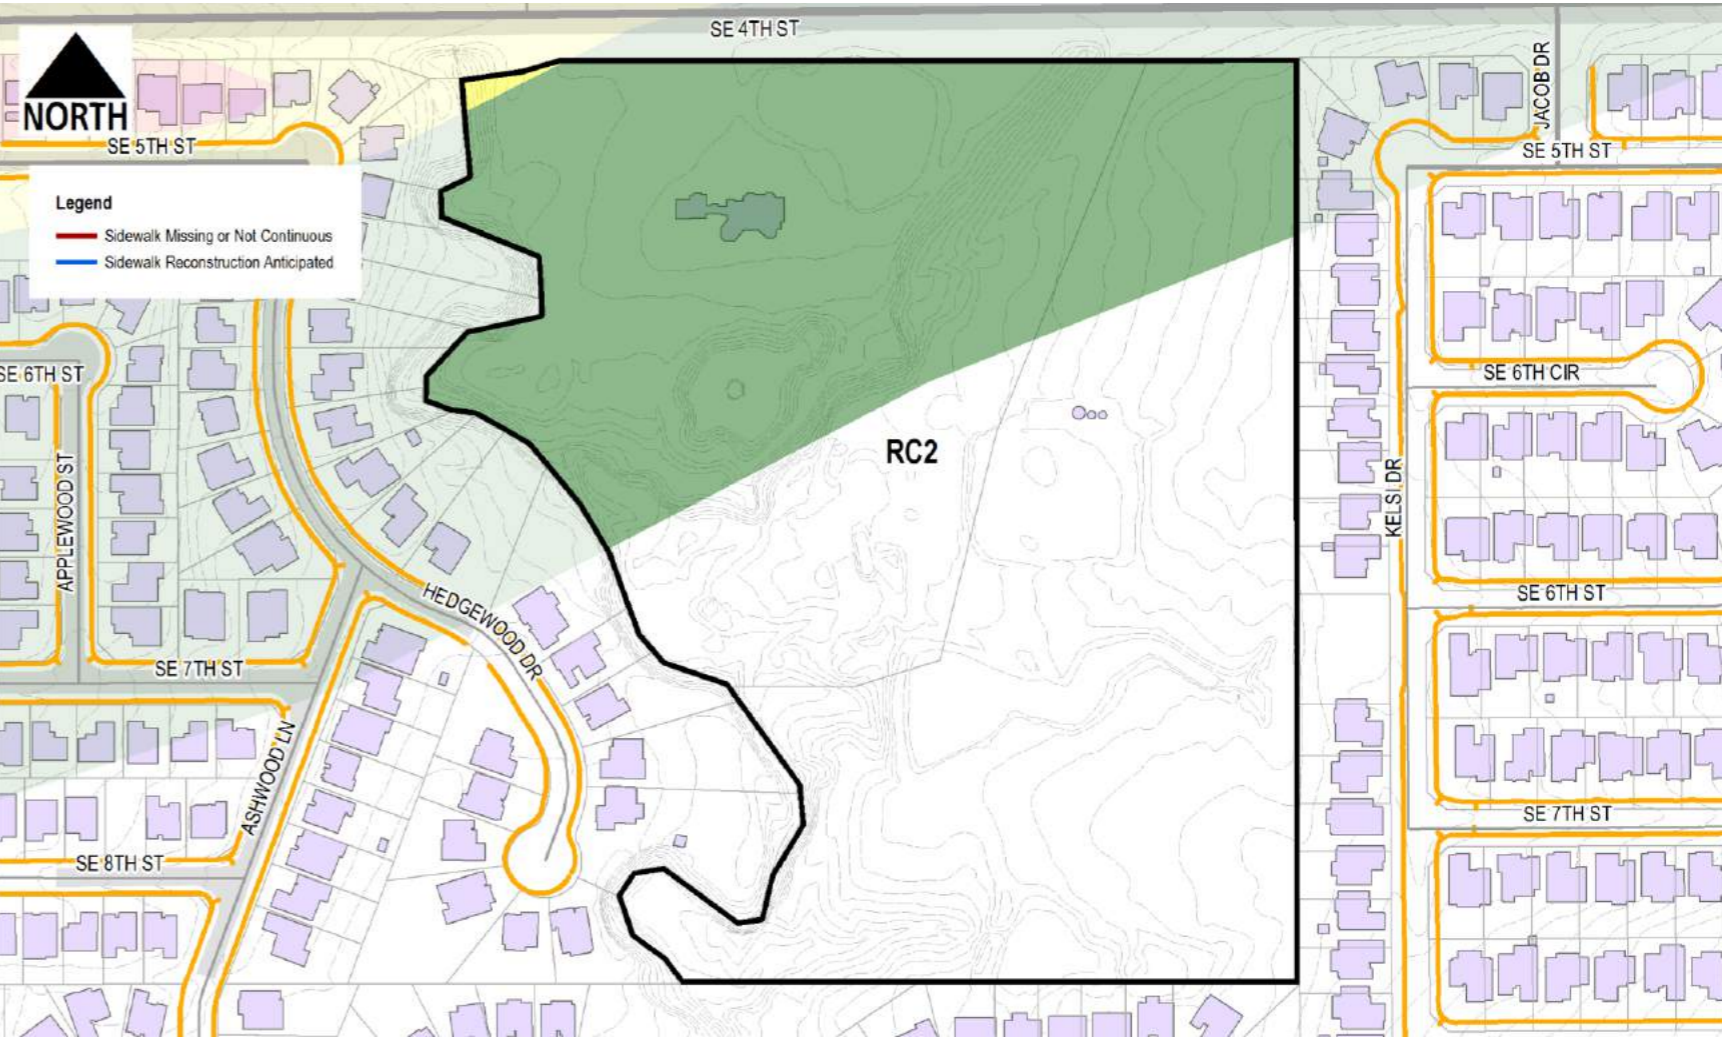 SE 4TH ST
NORTH
JACOB DR
SE 5TH ST
SE 5TH ST
Legend
Sidewalk Missing or Not Continuous
Sidewalk Reconstruction Anticipated
SE 6TH ST
SE 6TH CIR
RC2
APPLEWOOD ST
KELSI DR
HEDGEWOOD DR
SE 6TH ST
SE 7TH ST
ASHWOOD LN
SE 7TH ST
SE 8TH ST